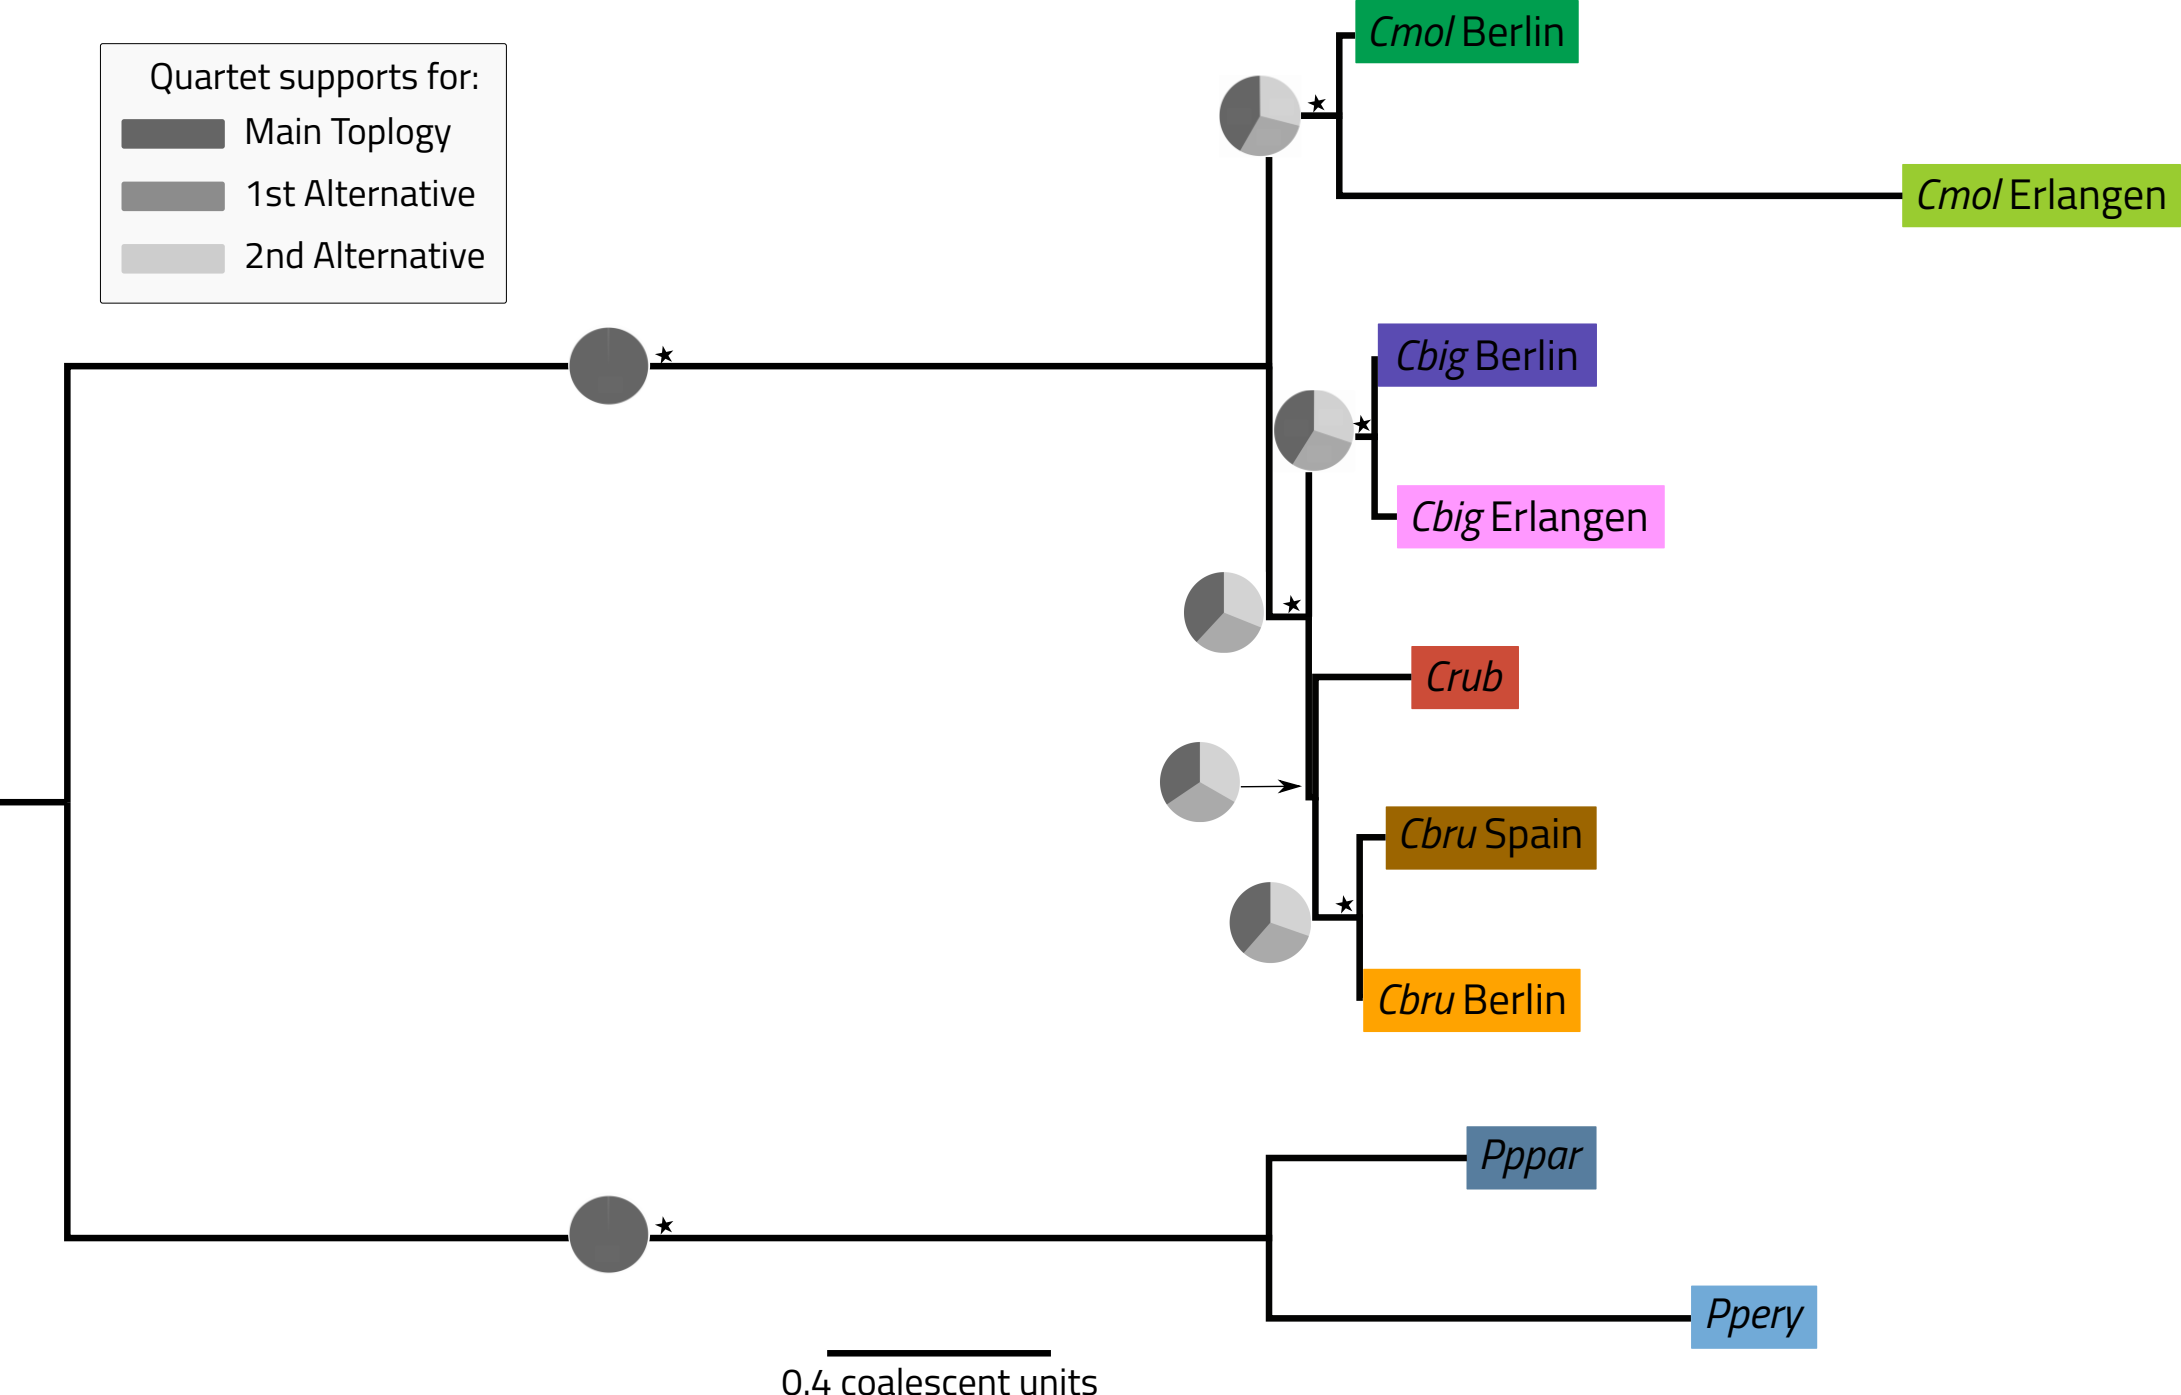 Quartet supports for:
Main Toplogy
1st Alternative
2nd Alternative
Cmol Berlin
Cmol Erlangen
Cbig Berlin
Cbig Erlangen
Crub
Cbru Spain
Cbru Berlin
Pppar
Ppery
0.4 coalescent units